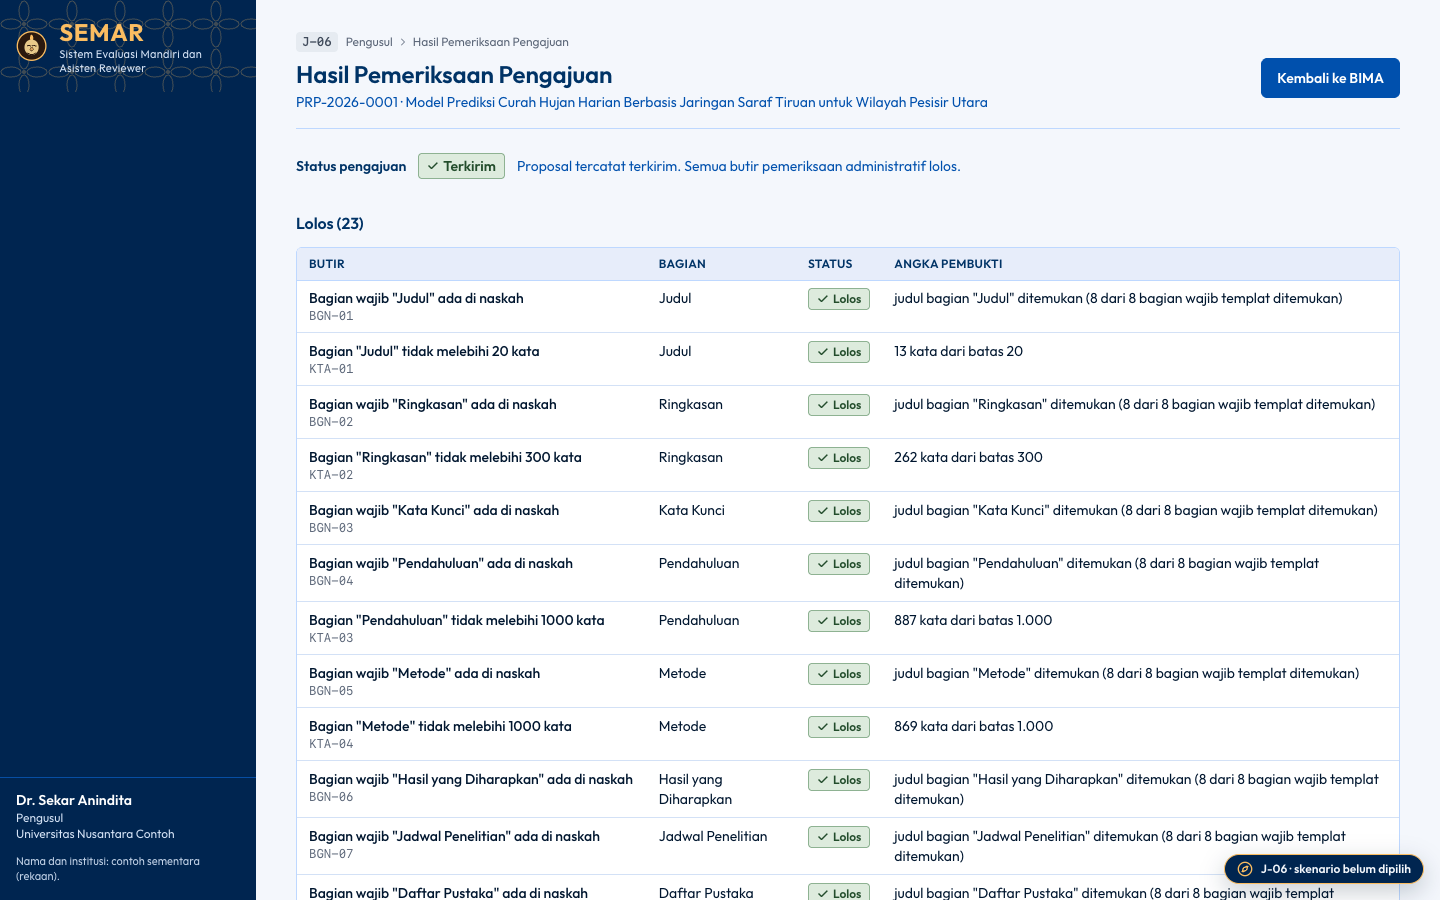 SEMAR
Sistem Evaluasi Mandiri dan
Asisten Reviewer
Dr. Sekar Anindita
Pengusul
Universitas Nusantara Contoh
Nama dan institusi: contoh sementara
(rekaan).
J-06 Pengusul > Hasil Pemeriksaan Pengajuan
Hasil Pemeriksaan Pengajuan
PRP-2026-0001 · Model Prediksi Curah Hujan Harian Berbasis Jaringan Saraf Tiruan untuk Wilayah Pesisir Utara
Kembali ke BIMA
Status pengajuan Terkirim Proposal tercatat terkirim. Semua butir pemeriksaan administratif lolos.
Lolos (23)
BUTIR BAGIAN STATUS ANGKA PEMBUKTI
Bagian wajib "Judul" ada di naskah Judul Lolos judul bagian "Judul" ditemukan (8 dari 8 bagian wajib templat ditemukan)
BGN-01
Bagian "Judul" tidak melebihi 20 kata Judul Lolos 13 kata dari batas 20
KTA-01
Bagian wajib "Ringkasan" ada di naskah Ringkasan Lolos judul bagian "Ringkasan" ditemukan (8 dari 8 bagian wajib templat ditemukan)
BGN-02
Bagian "Ringkasan" tidak melebihi 300 kata Ringkasan Lolos 262 kata dari batas 300
KTA-02
Bagian wajib "Kata Kunci" ada di naskah Kata Kunci Lolos judul bagian "Kata Kunci" ditemukan (8 dari 8 bagian wajib templat ditemukan)
BGN-03
Bagian wajib "Pendahuluan" ada di naskah Pendahuluan Lolos judul bagian "Pendahuluan" ditemukan (8 dari 8 bagian wajib templat
BGN-04 ditemukan)
Bagian "Pendahuluan" tidak melebihi 1000 kata Pendahuluan Lolos 887 kata dari batas 1.000
KTA-03
Bagian wajib "Metode" ada di naskah Metode Lolos judul bagian "Metode" ditemukan (8 dari 8 bagian wajib templat ditemukan)
BGN-05
Bagian "Metode" tidak melebihi 1000 kata Metode Lolos 869 kata dari batas 1.000
KTA-04
Bagian wajib "Hasil yang Diharapkan" ada di naskah Hasil yang Lolos judul bagian "Hasil yang Diharapkan" ditemukan (8 dari 8 bagian wajib templat
BGN-06 Diharapkan ditemukan)
Bagian wajib "Jadwal Penelitian" ada di naskah Jadwal Penelitian Lolos judul bagian "Jadwal Penelitian" ditemukan (8 dari 8 bagian wajib templat
BGN-07 ditemukan)
Bagian wajib "Daftar Pustaka" ada di naskah Daftar Pustaka Lolos judul bagian "Daftar Pustaka" ditemukan (8 dari 8 bagian wajib templat
J-06 · skenario belum dipilih